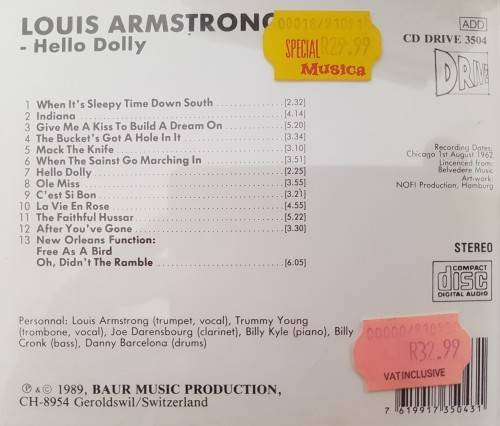 LOUIS ARMSTRONG
- Hello Dolly
SPECIAL R29.99
Musica
ADD
CD DRIVE 3504
DRIVE
1 When It's Sleepy Time Down South [2.32]
2 Indiana [4.14]
3 Give Me A Kiss To Build A Dream On [5.20]
4 The Bucket's Got A Hole In It [3.34]
5 Mack The Knife [3.10]
6 When The Sainst Go Marching In [3.51]
7 Hello Dolly [2.25]
8 Ole Miss [3.55]
9 C'est Si Bon [3.21]
10 La Vie En Rose [4.55]
11 The Faithful Hussar [5.22]
12 After You've Gone [3.30]
13 New Orleans Function:
Free As A Bird
Oh, Didn't The Ramble [6.05]
Recording Dates:
Chicago 1st August 1962
Lincenced from:
Belvedere Music
Art-work:
NOFI Production, Hamburg
STEREO
COMPACT
disc
DIGITAL AUDIO
Personnal: Louis Armstrong (trumpet, vocal), Trummy Young
(trombone, vocal), Joe Darensbourg (clarinet), Billy Kyle (piano), Billy
Cronk (bass), Danny Barcelona (drums)
R32.99
VAT INCLUSIVE
℗ & © 1989, BAUR MUSIC PRODUCTION,
CH-8954 Geroldswil/Switzerland
7 619917 350431